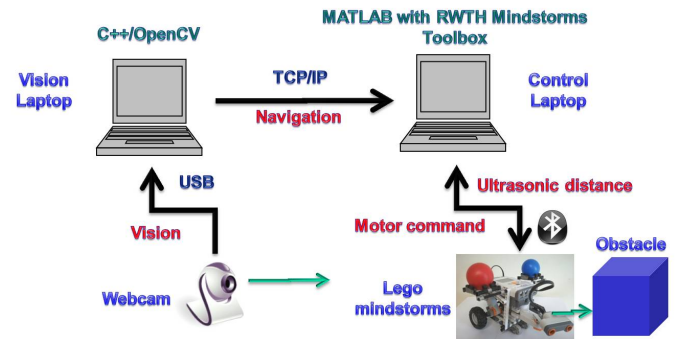 C++/OpenCV
MATLAB with RWTH Mindstorms
Toolbox
Vision
Laptop
TCP/IP
Navigation
Control
Laptop
USB
Vision
Ultrasonic distance
Motor command
Webcam
Lego
mindstorms
Obstacle